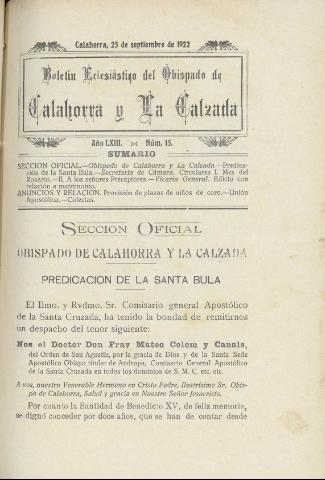 Calahorra, 25 de septiembre de 1922
Boletín Eclesiástico del Obispado de
Calahorra y La Calzada
Año LXIII. Núm. 15.
SUMARIO
SECCION OFICIAL.—Obispado de Calahorra y La Calzada.—Predica-
ción de la Santa Bula.—Secretaria de Cámara. Circulares I. Mes del
Rosario.—II. A los señores Preceptores.—Vicaria General. Edicto con
relación a matrimonio.
ANUNCIOS Y RELACION. Provisión de plazas de niños de coro.—Unión
Apostólica.—Colectas.
SECCION OFICIAL
OBISPADO DE CALAHORRA Y LA CALZADA
PREDICACION DE LA SANTA BULA
El Ilmo. y Rvdmo. Sr. Comisario general Apostólico
de la Santa Cruzada, ha tenido la bondad de remitirnos
un despacho del tenor siguiente:
Nos el Doctor Don Fray Mateo Colom y Canals,
del Orden de San Agustín, por la gracia de Dios y de la Santa Sede
Apostólica Obispo titular de Andrapa, Comisario General Apostólico
de la Santa Cruzada en todos los dominios de S. M. C. etc. etc.
A vos, nuestro Venerable Hermano en Cristo Padre, Ilustrísimo Sr. Obis-
po de Calahorra, Salud y gracia en Nuestro Señor Jesucristo.
Por cuanto la Santidad de Benedicto XV, de feliz memoria,
se dignó conceder por doce años, que se han de contar desde